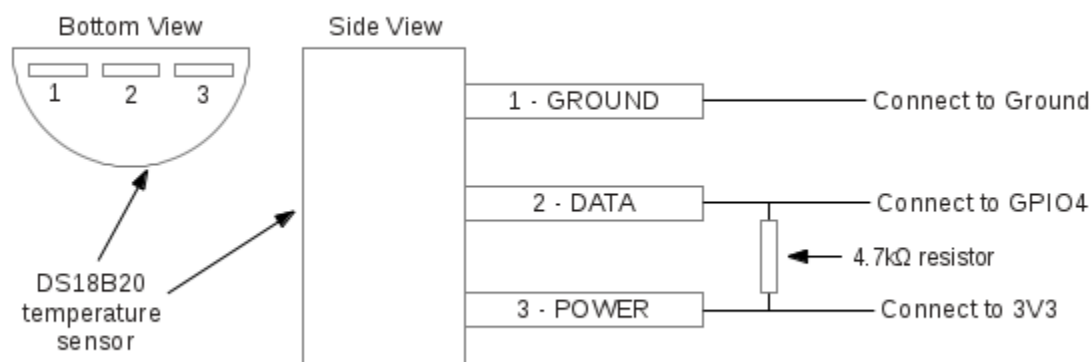 Bottom View
1 2 3
DS18B20
temperature
sensor
Side View
1 - GROUND
Connect to Ground
2 - DATA
Connect to GPIO4
4.7kΩ resistor
3 - POWER
Connect to 3V3